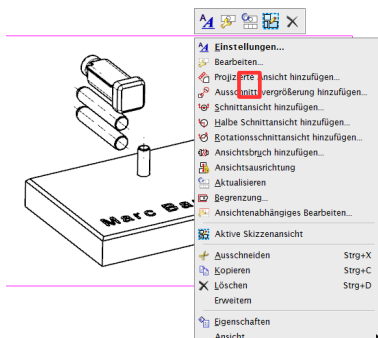 Einstellungen...
Bearbeiten...
Projizierte Ansicht hinzufügen...
Ausschnittvergrößerung hinzufügen...
Schnittansicht hinzufügen...
Halbe Schnittansicht hinzufügen...
Rotationsschnittansicht hinzufügen...
Ansichtsbruch hinzufügen...
Ansichtsausrichtung
Aktualisieren
Begrenzung...
Ansichtenabhängiges Bearbeiten...
Marc Ba
Aktive Skizzenansicht
Ausschneiden Strg+X
Kopieren Strg+C
Löschen Strg+D
Erweitern
Eigenschaften
Ansicht